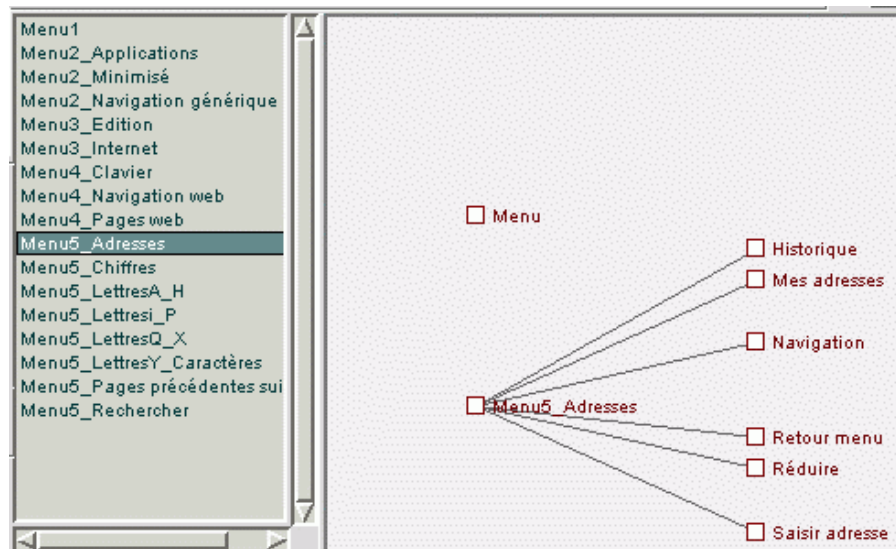 Menu1
Menu2_Applications
Menu2_Minimisé
Menu2_Navigation générique
Menu3_Edition
Menu3_Internet
Menu4_Clavier
Menu4_Navigation web
Menu4_Pages web
Menu5_Adresses
Menu5_Chiffres
Menu5_LettresA_H
Menu5_Lettresi_P
Menu5_LettresQ_X
Menu5_LettresY_Caractères
Menu5_Pages précédentes sui
Menu5_Rechercher
Menu
Historique
Mes adresses
Navigation
Menu5_Adresses
Retour menu
Réduire
Saisir adresse